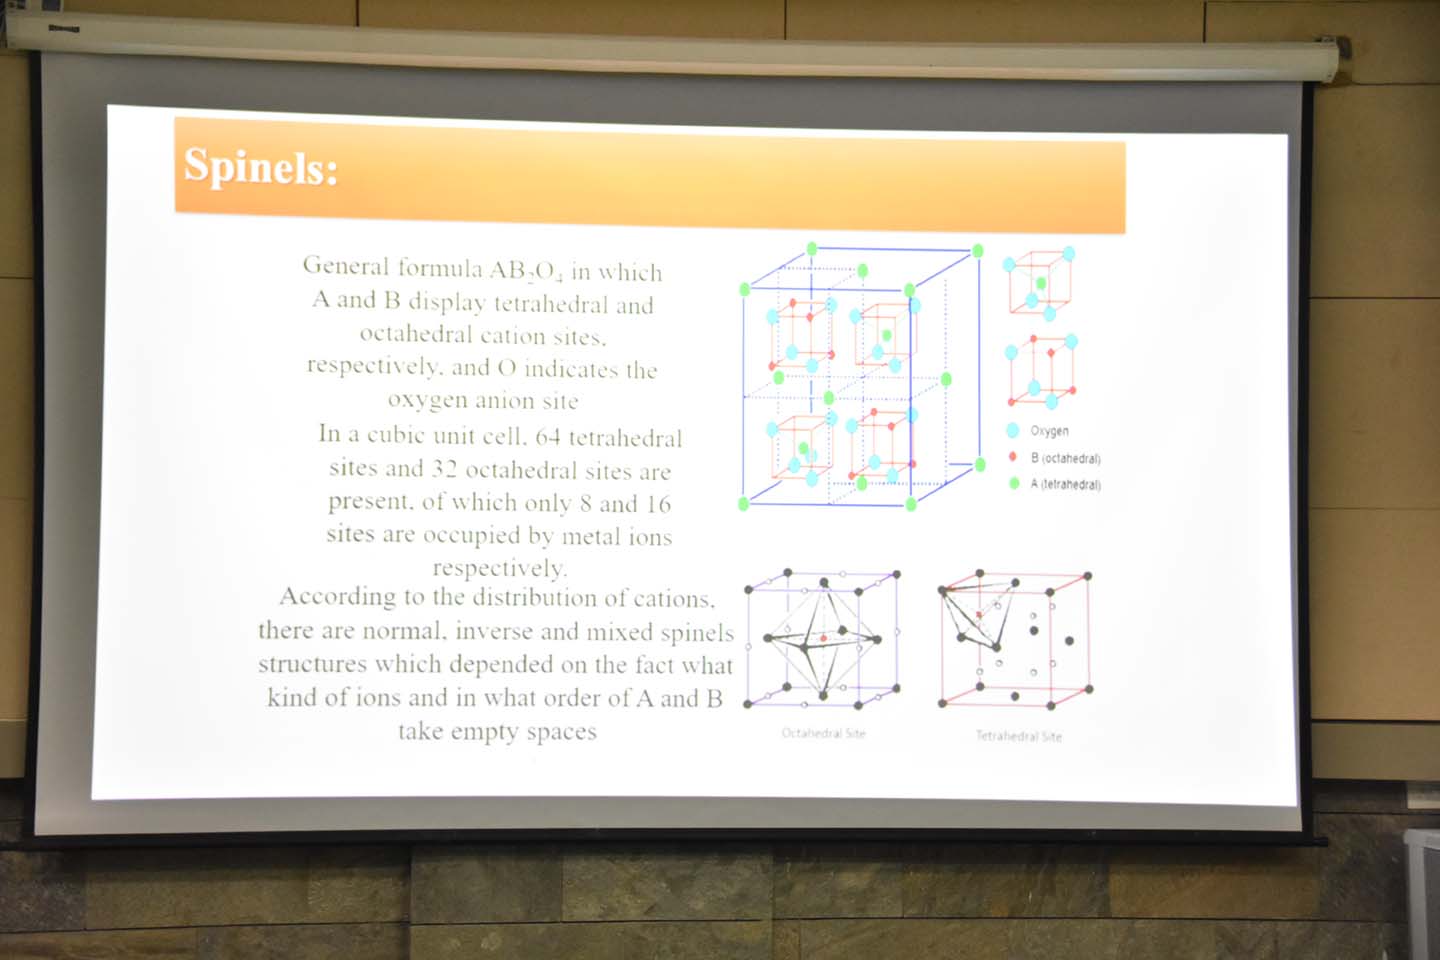 Spinels:
General formula AB₂O₄ in which
A and B display tetrahedral and
octahedral cation sites,
respectively, and O indicates the
oxygen anion site
In a cubic unit cell, 64 tetrahedral
sites and 32 octahedral sites are
present, of which only 8 and 16
sites are occupied by metal ions
respectively.
According to the distribution of cations,
there are normal, inverse and mixed spinels
structures which depended on the fact what
kind of ions and in what order of A and B
take empty spaces
Oxygen
B (octahedral)
A (tetrahedral)
Octahedral Site
Tetrahedral Site